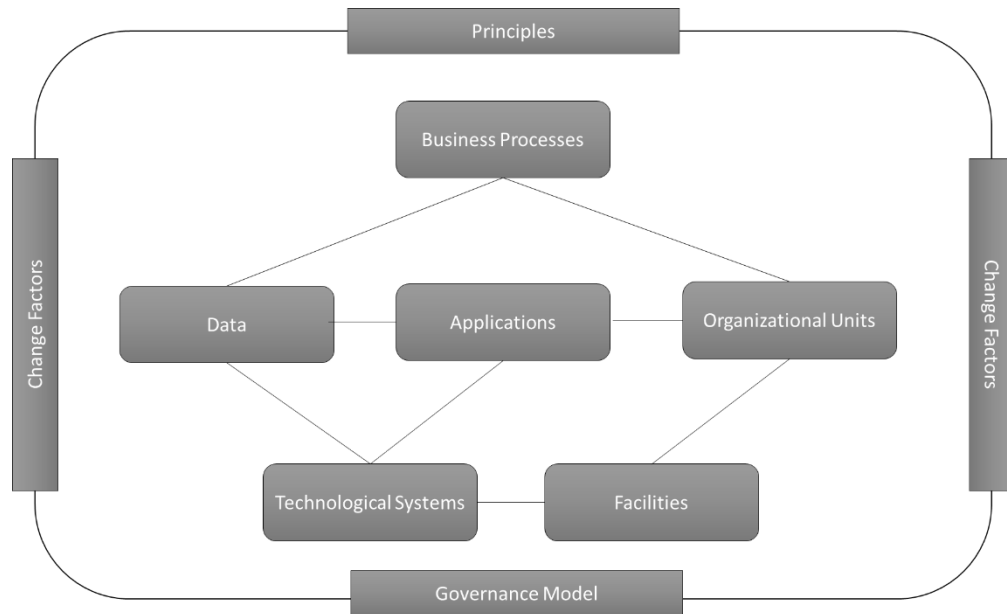 Principles
Business Processes
Change Factors
Change Factors
Data
Applications
Organizational Units
Technological Systems
Facilities
Governance Model